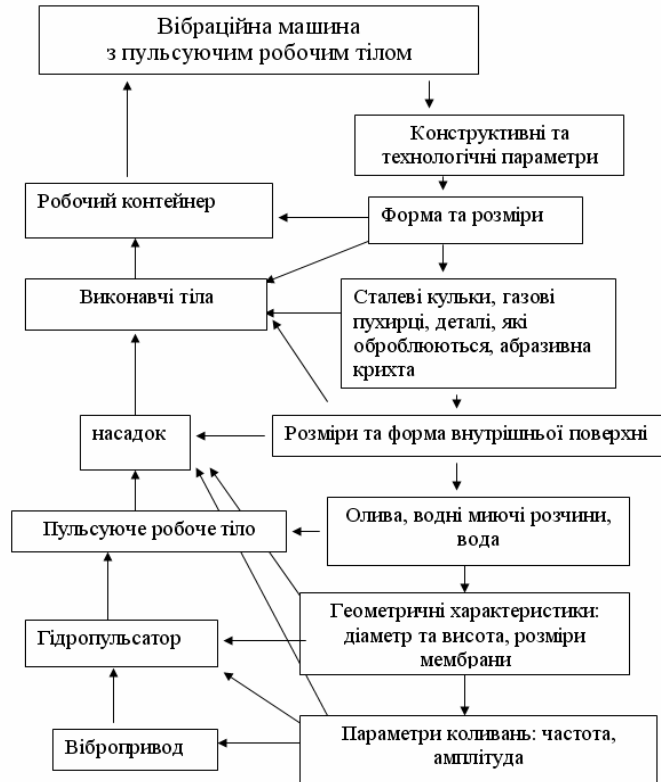 Вібраційна машина
з пульсуючим робочим тілом
Конструктивні та
технологічні параметри
Робочий контейнер
Форма та розміри
Виконавчі тіла
Сталеві кульки, газові
пухирці, деталі, які
оброблюються, абразивна
крихта
насадок
Розміри та форма внутрішньої поверхні
Пульсуюче робоче тіло
Олива, водні миючі розчини,
вода
Гідропульсатор
Геометричні характеристики:
діаметр та висота, розміри
мембрани
Вібропривод
Параметри коливань: частота,
амплітуда